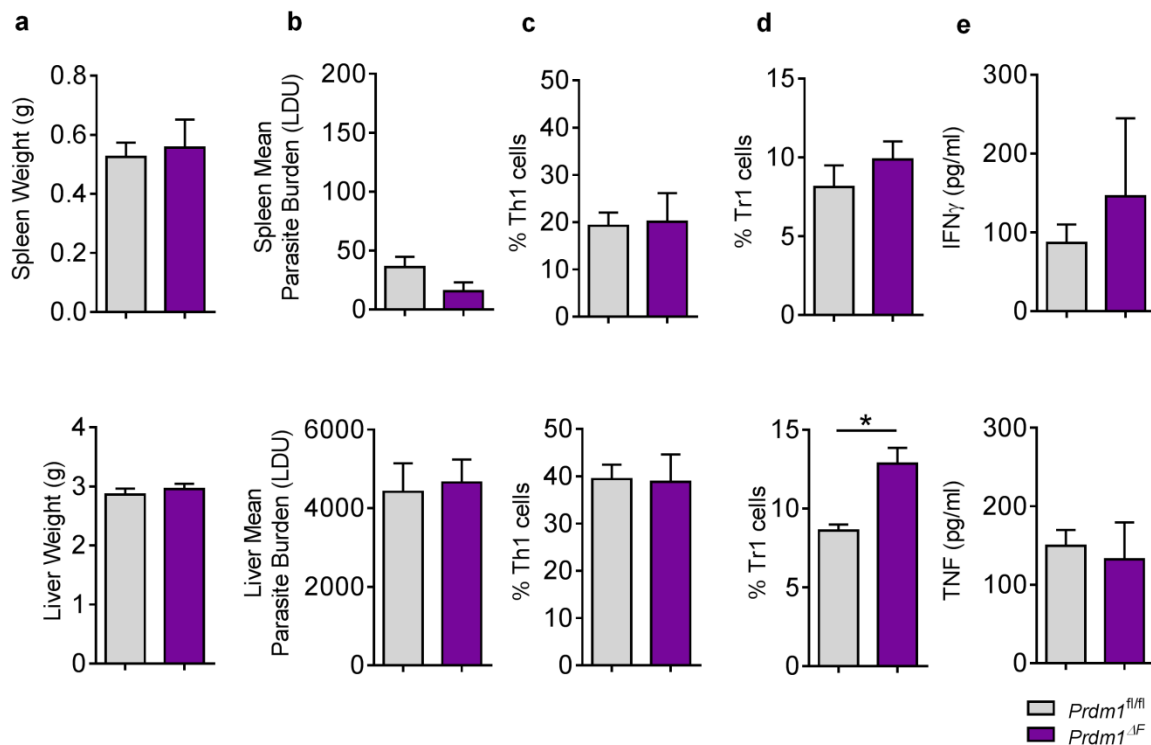 a
b
c
d
e
Spleen Weight (g)
0.8
0.6
0.4
0.2
0.0
Spleen Mean
Parasite Burden (LDU)
200
150
100
50
0
% Th1 cells
50
40
30
20
10
0
% Tr1 cells
15
10
5
0
IFNγ (pg/ml)
300
200
100
0
Liver Weight (g)
4
3
2
1
0
Liver Mean
Parasite Burden (LDU)
6000
4000
2000
0
% Th1 cells
50
40
30
20
10
0
% Tr1 cells
15
10
5
0
*
TNF (pg/ml)
300
200
100
0
Prdm1fl/fl
Prdm1ΔF